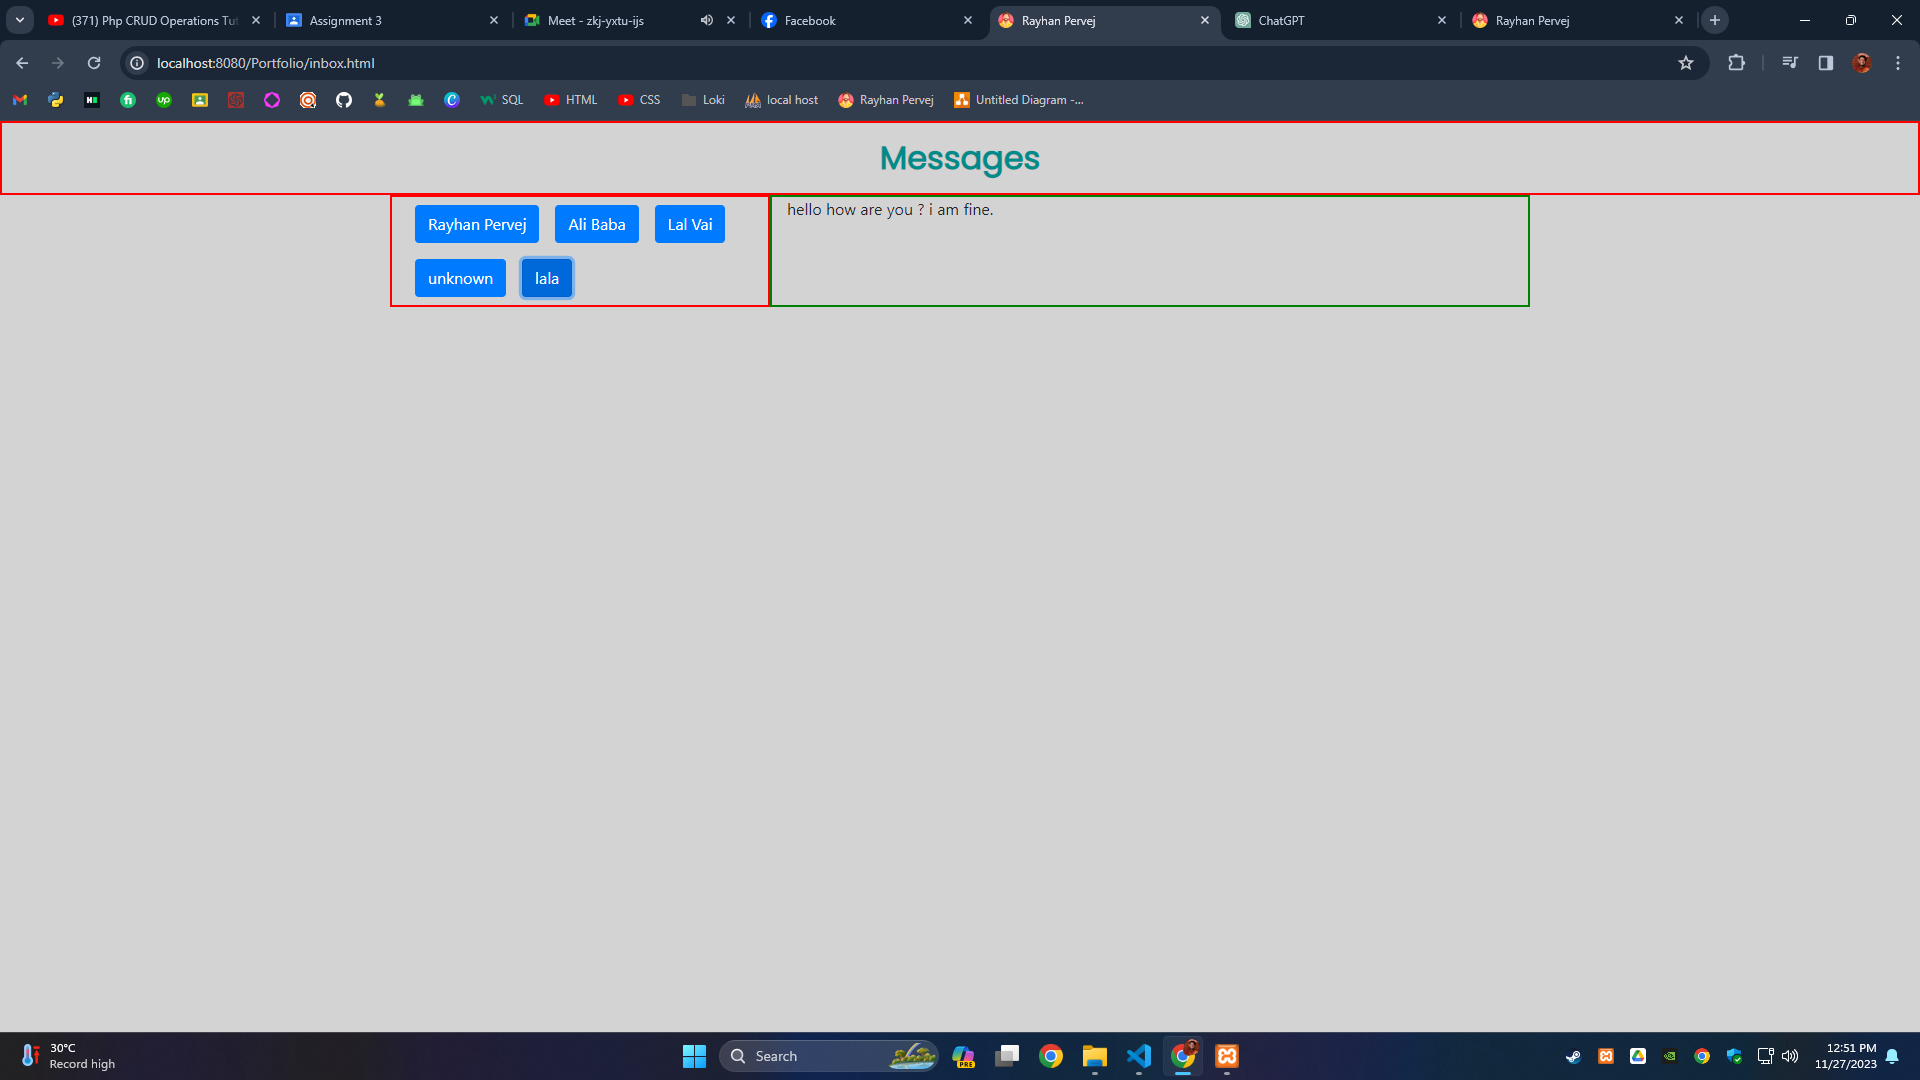 (371) Php CRUD Operations Tut
Assignment 3
Meet - zkj-yxtu-ijs
Facebook
Rayhan Pervej
ChatGPT
Rayhan Pervej
localhost:8080/Portfolio/inbox.html
SQL
HTML
CSS
Loki
local host
Rayhan Pervej
Untitled Diagram -...
Messages
Rayhan Pervej
Ali Baba
Lal Vai
unknown
lala
hello how are you ? i am fine.
30°C
Record high
Search
PRE
12:51 PM
11/27/2023